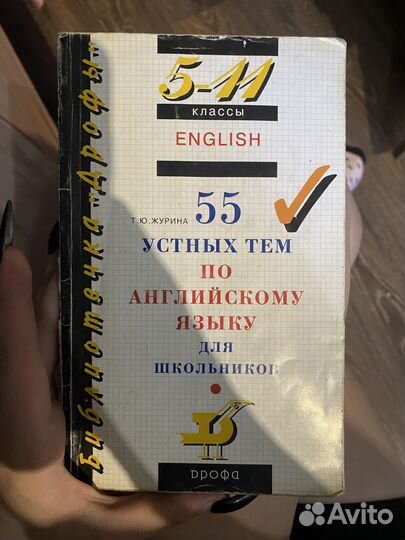 Библиотечка "Дрофы"
5-11
классы
ENGLISH
Т.Ю.ЖУРИНА 55
УСТНЫХ ТЕМ
ПО
АНГЛИЙСКОМУ
ЯЗЫКУ
ДЛЯ
ШКОЛЬНИКОВ
дрофа
Avito